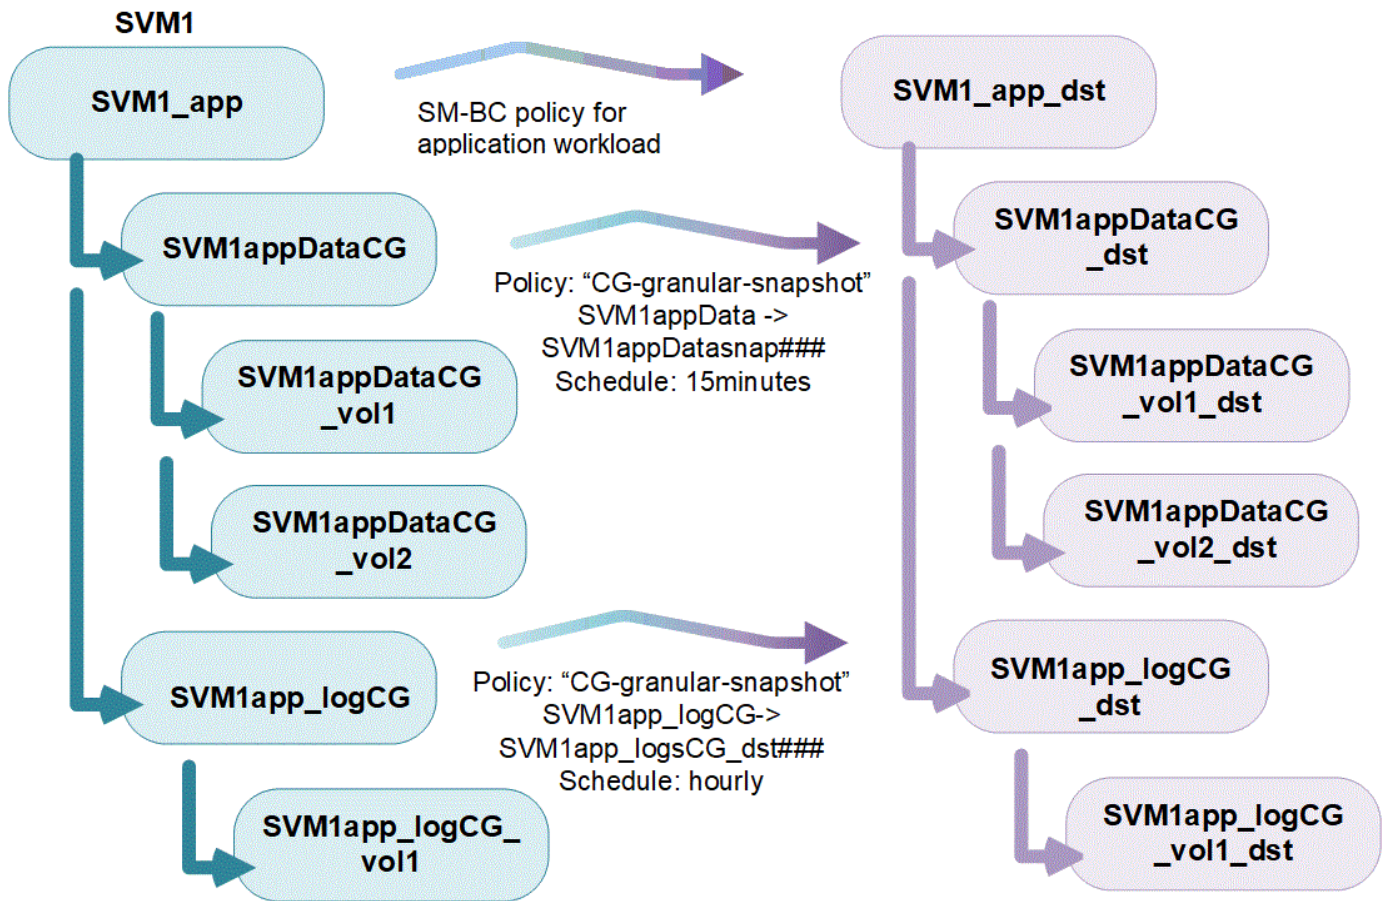 SVM1
SVM1_app
SM-BC policy for
application workload
SVM1_app_dst
SVM1appDataCG
Policy: “CG-granular-snapshot”
SVM1appData ->
SVM1appDatasnap###
Schedule: 15minutes
SVM1appDataCG
_dst
SVM1appDataCG
_vol1
SVM1appDataCG
_vol1_dst
SVM1appDataCG
_vol2
SVM1appDataCG
_vol2_dst
SVM1app_logCG
Policy: “CG-granular-snapshot”
SVM1app_logCG->
SVM1app_logsCG_dst###
Schedule: hourly
SVM1app_logCG
_dst
SVM1app_logCG_
vol1
SVM1app_logCG
_vol1_dst